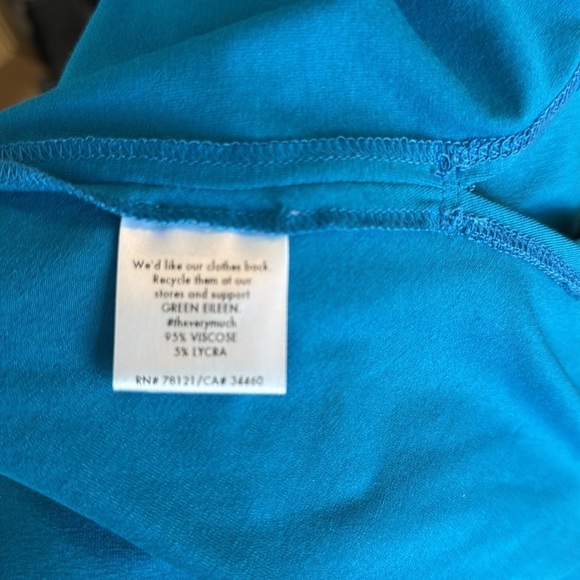 We'd like our clothes back.
Recycle them at our
stores and support
GREEN EILEEN.
#theverymuch
95% VISCOSE
5% LYCRA
RN# 78121/CA# 34460